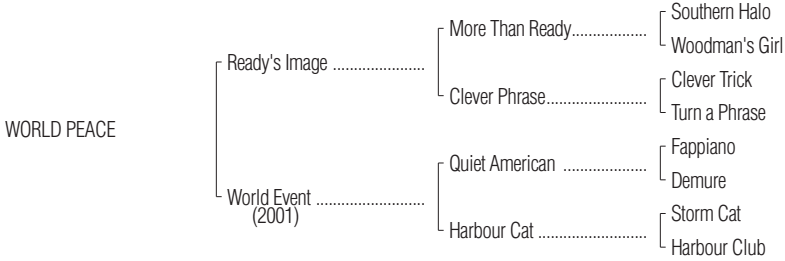 Southern Halo
More Than Ready..................
Woodman's Girl
Ready's Image ......................
Clever Trick
Clever Phrase........................
Turn a Phrase
WORLD PEACE
Fappiano
Quiet American ....................
Demure
World Event ..........................
(2001)
Storm Cat
Harbour Cat ..........................
Harbour Club